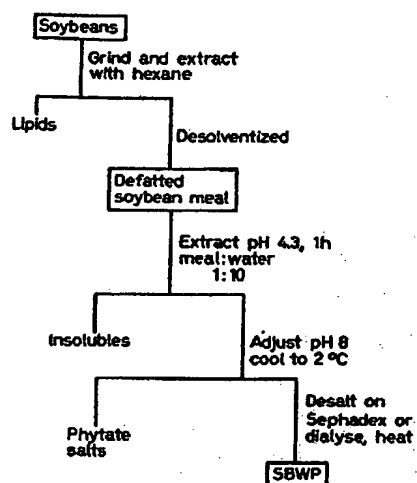 Soybeans
Grind and extract
with hexane
Lipids
Desolventized
Defatted
soybean meal
Extract pH 4.3, 1h
meal:water
1:10
Insolubles
Adjust pH 8
cool to 2 °C
Phytate
salts
Desalt on
Sephadex or
dialyse, heat
SBWP